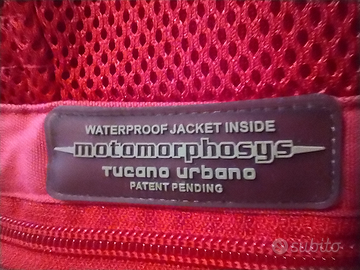 WATERPROOF JACKET INSIDE
motomorphosys
Tucano urbano
PATENT PENDING
subito